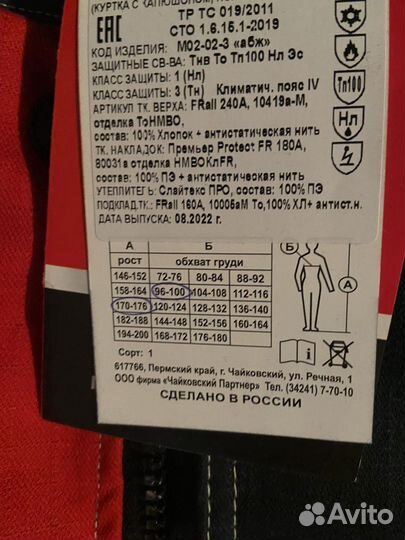 (КУРТКА С КАПЮШОНОМ,
ТР ТС 019/2011
СТО 1.6.15.1-2019
КОД ИЗДЕЛИЯ: М02-02-3 «абж»
ЗАЩИТНЫЕ СВ-ВА: Тнв То Тп100 Нл Эс
КЛАСС ЗАЩИТЫ: 1 (Нл)
КЛАСС ЗАЩИТЫ: 3 (Тн) Климатич. пояс IV
АРТИКУЛ ТК. ВЕРХА: FRall 240А, 10419а-М,
отделка ТоНМВО,
состав: 100% Хлопок + антистатическая нить
ТК. НАКЛАДОК: Премьер Protect FR 180А,
80031а отделка НМВОКлFR,
состав: 100% ПЭ + антистатическая нить
УТЕПЛИТЕЛЬ: Слайтекс ПРО, состав: 100% ПЭ
ПОДКЛАД.ТК.: FRall 160А, 10005аМ То,100% ХЛ+ антист.н.
ДАТА ВЫПУСКА: 08.2022 г.
Тп100
Нл
А Б
рост обхват груди
146-152 72-76 80-84 88-92
158-164 96-100 104-108 112-116
170-176 120-124 128-132 136-140
182-188 144-148 152-156 160-164
194-200 168-172 176-180
Б
Сорт: 1
617766, Пермский край, г. Чайковский, ул. Речная, 1
ООО фирма «Чайковский Партнер» Тел. (34241) 7-70-10
СДЕЛАНО В РОССИИ
Avito